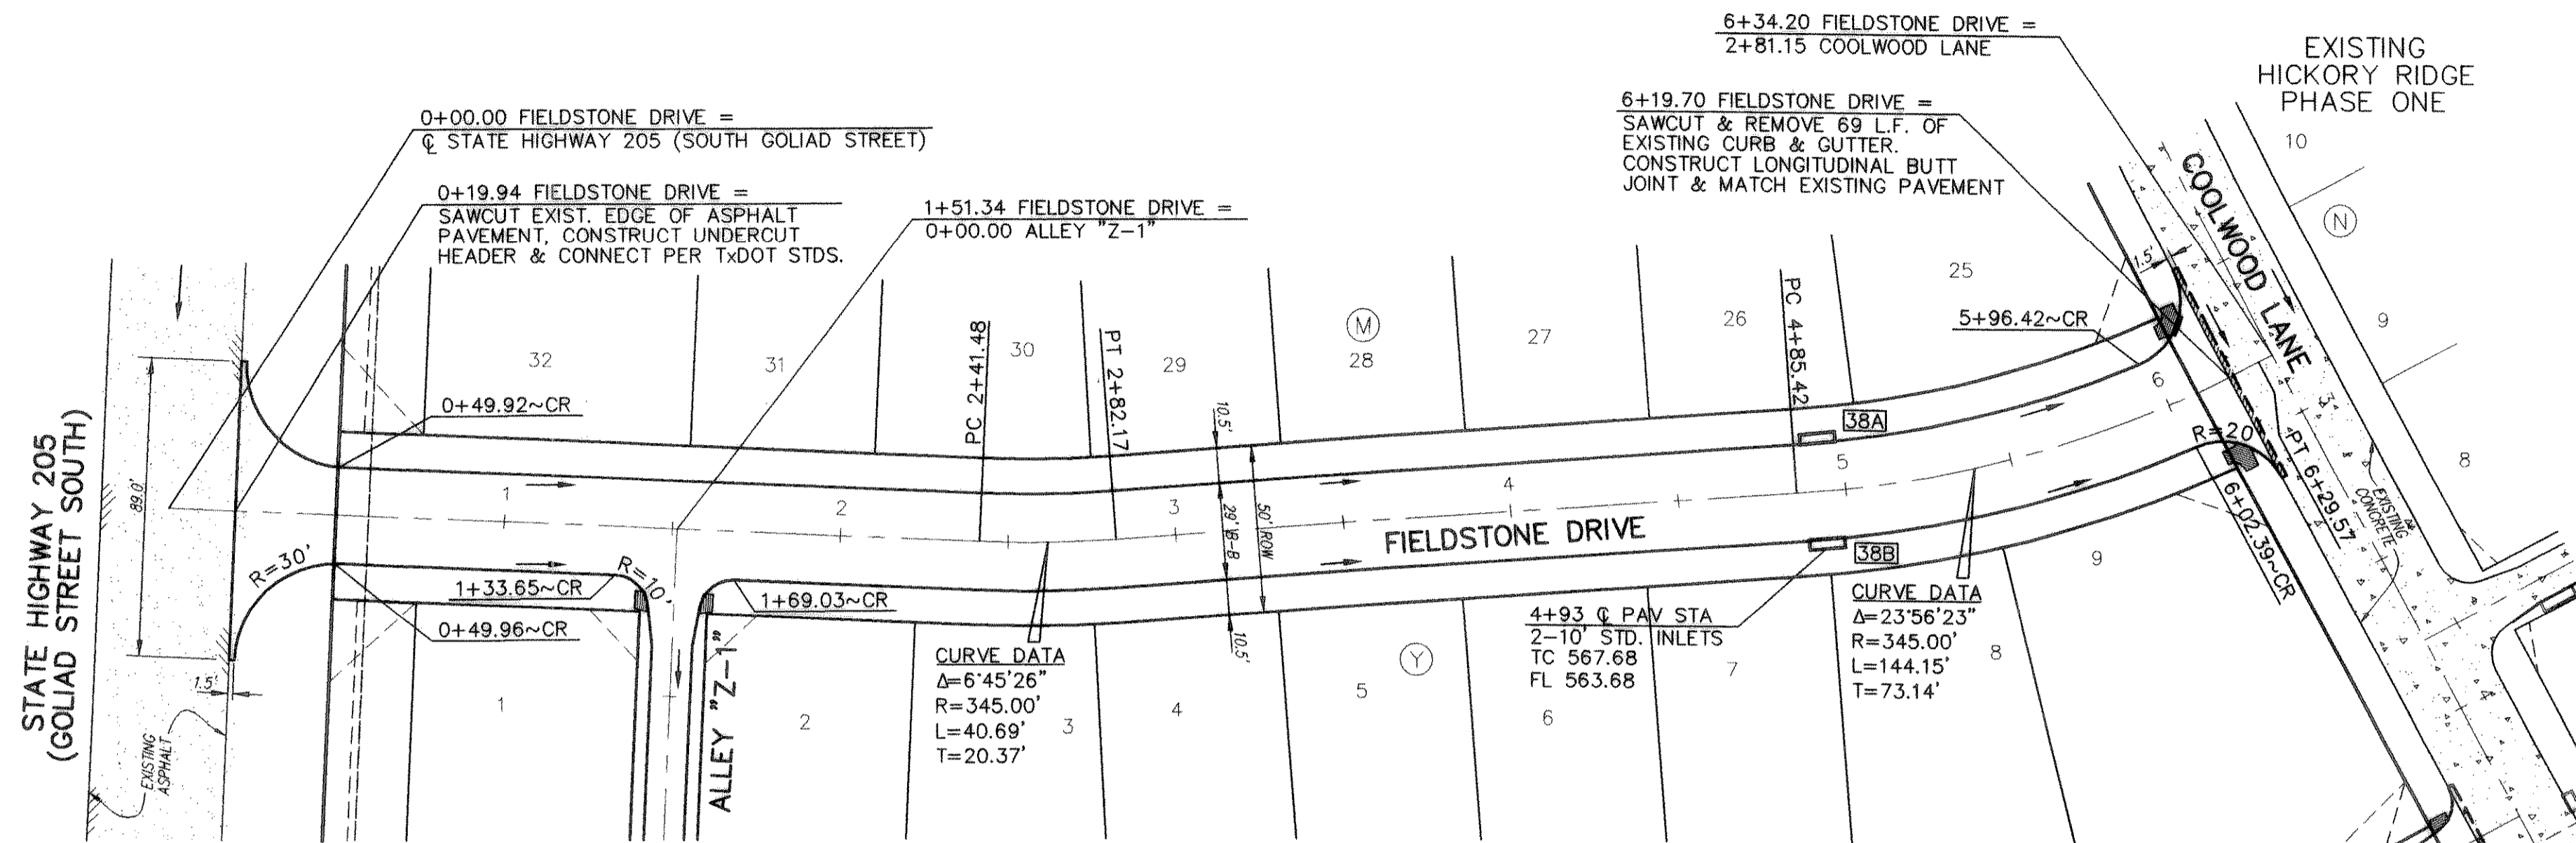 6+34.20 FIELDSTONE DRIVE =
2+81.15 COOLWOOD LANE
EXISTING
HICKORY RIDGE
PHASE ONE
6+19.70 FIELDSTONE DRIVE =
SAWCUT & REMOVE 69 L.F. OF
EXISTING CURB & GUTTER.
CONSTRUCT LONGITUDINAL BUTT
JOINT & MATCH EXISTING PAVEMENT
0+00.00 FIELDSTONE DRIVE =
℄ STATE HIGHWAY 205 (SOUTH GOLIAD STREET)
0+19.94 FIELDSTONE DRIVE =
SAWCUT EXIST. EDGE OF ASPHALT
PAVEMENT, CONSTRUCT UNDERCUT
HEADER & CONNECT PER TxDOT STDS.
1+51.34 FIELDSTONE DRIVE =
0+00.00 ALLEY "Z-1"
COOLWOOD LANE
10
N
9
8
1.5'
25
26
27
M
28
29
30
31
32
PC 2+41.48
PT 2+82.17
PC 4+85.42
5+96.42~CR
0+49.92~CR
89.0'
STATE HIGHWAY 205
(GOLIAD STREET SOUTH)
10.5'
29' B-B
50' ROW
10.5'
38A
38B
1
2
3
4
5
6
FIELDSTONE DRIVE
R=20'
PT 6+29.57
6+02.39~CR
EXISTING
CONCRETE
3
4
R=30'
R=10'
1+33.65~CR
1+69.03~CR
0+49.96~CR
1.5'
EXISTING
ASPHALT
ALLEY "Z-1"
CURVE DATA
Δ=6°45'26"
R=345.00'
L=40.69'
T=20.37'
4+93 ℄ PAV STA
2-10' STD. INLETS
TC 567.68
FL 563.68
CURVE DATA
Δ=23°56'23"
R=345.00'
L=144.15'
T=73.14'
1
2
3
4
5
Y
6
7
8
9